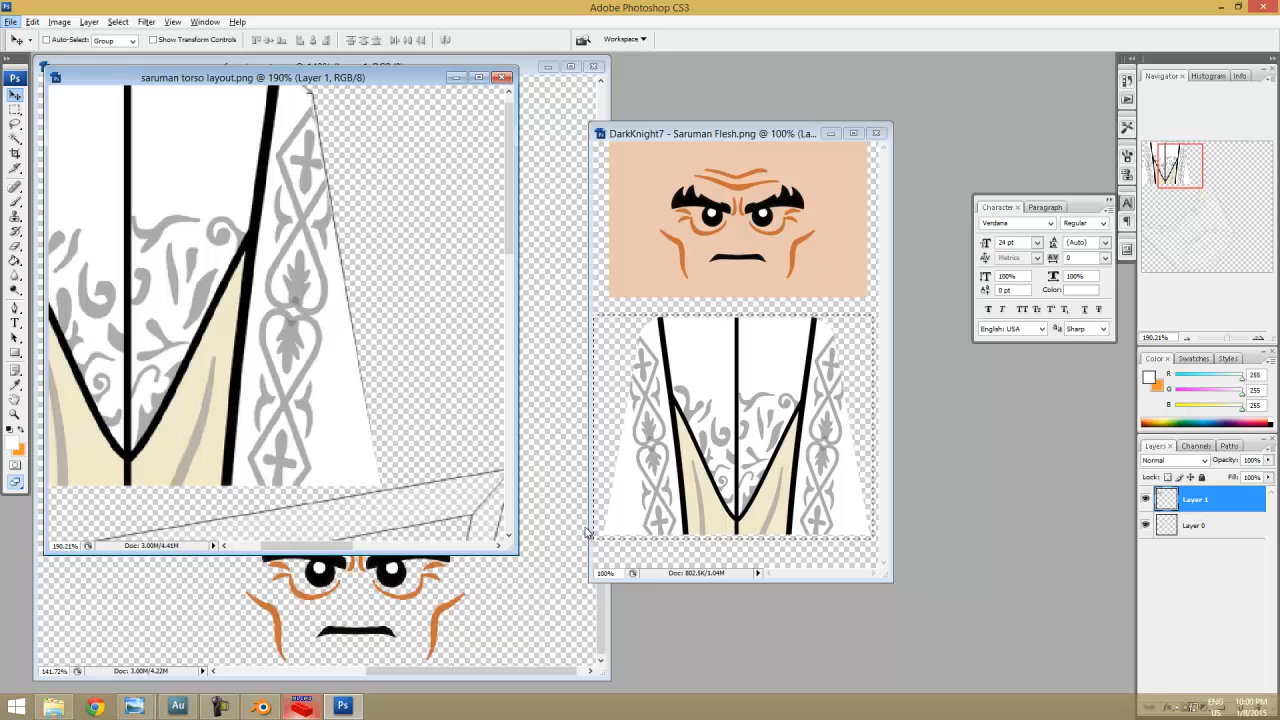 Adobe Photoshop CS3
File Edit Image Layer Select Filter View Window Help
Auto-Select: Group Show Transform Controls Workspace
saruman torso layout.png @ 190% (Layer 1, RGB/8)
190.21% Doc: 3.00M/4.41M
141.72% Doc: 3.00M/4.22M
DarkKnight7 - Saruman Flesh.png @ 100% (La...
100% Doc: 802.5K/1.04M
Character Paragraph
Verdana Regular
24 pt (Auto)
Metrics 0
100% 100%
0 pt Color:
English: USA Sharp
Navigator Histogram Info
190.21%
Color Swatches Styles
R 255
G 255
B 255
Layers Channels Paths
Normal Opacity: 100%
Lock: Fill: 100%
Layer 1
Layer 0
Ps
Au
Ps
ENG
US
10:00 PM
1/8/2015